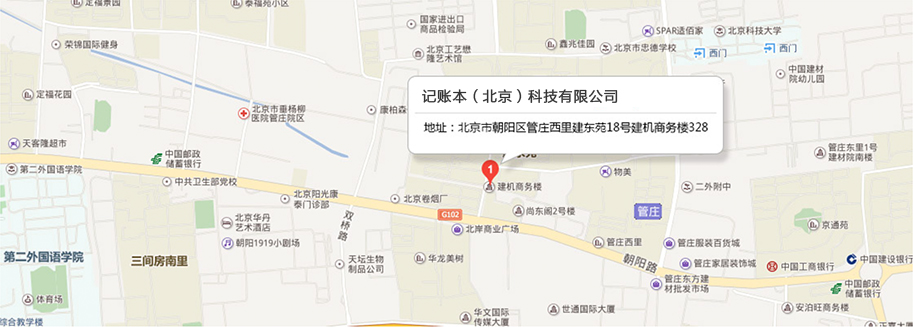 定福景园
泰福苑小区
国家进出口
商品检验局
SPAR适佰家
北京科技大学
荣锦国际健身
北京工艺懋
隆艺术馆
鑫兆佳园
北京市忠德学校
西门
西门
中国建材
院幼儿园
定福花园
北京市垂杨柳
医院管庄院区
康柏森
记账本（北京）科技有限公司
地址：北京市朝阳区管庄西里建东苑18号建机商务楼328
天客隆超市
中国邮政
储蓄银行
第二外国语学院
中共卫生部党校
1
管庄东里1号
建材院南楼
物美
建机商务楼
二外附中
北京阳光康
泰门诊部
北京卷烟厂
G102
尚东阁2号楼
管庄
京通苑
北京华丹
艺术酒店
朝阳1919小剧场
双桥路
北岸商业广场
管庄西里
管庄服装百货城
第二外国语学院
三间房南里
天坛生物
制品公司
华龙美树
朝阳路
管庄家居装饰城
中国工商银行
中国建设银行
体育场
管庄东方建
材批发市场
中国邮政
储蓄银行
综合教学楼
华文国际
传媒大厦
世通国际大厦
安泊旺商务楼